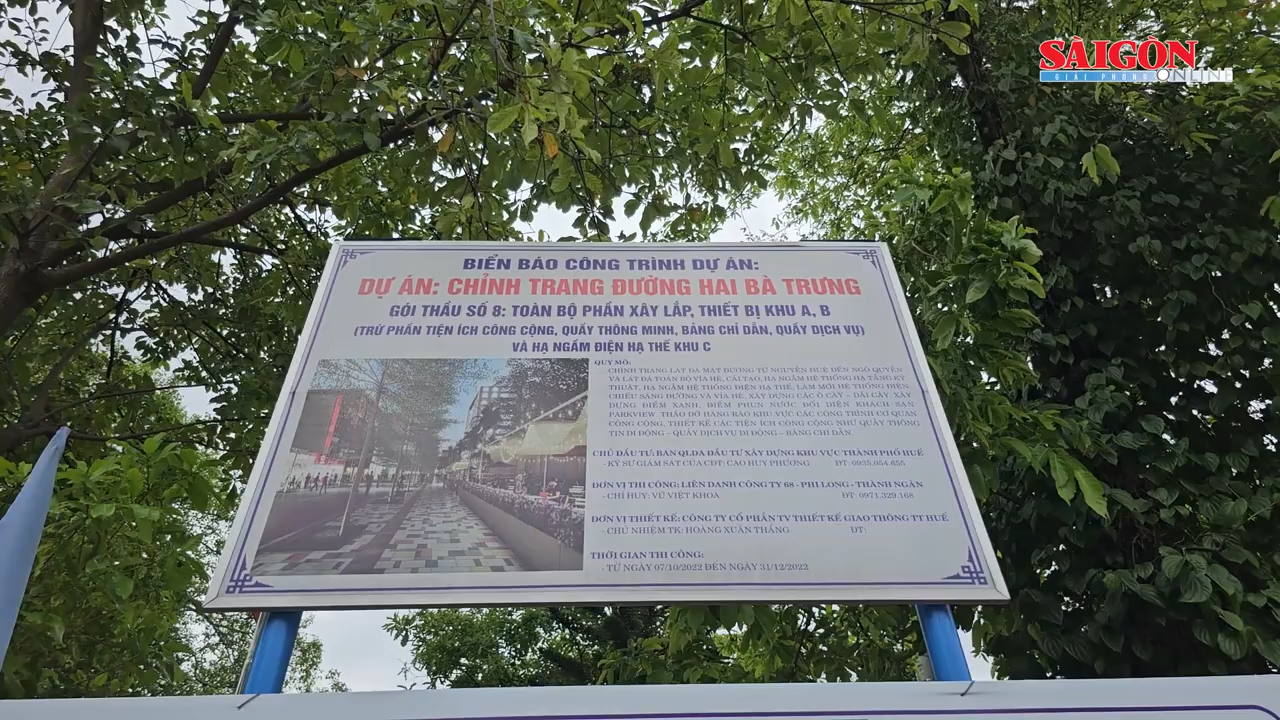 SÀIGÒN
GIẢI PHÓNG ONLINE
BIỂN BÁO CÔNG TRÌNH DỰ ÁN:
DỰ ÁN: CHỈNH TRANG ĐƯỜNG HAI BÀ TRƯNG
GÓI THẦU SỐ 8: TOÀN BỘ PHẦN XÂY LẮP, THIẾT BỊ KHU A, B
(TRỪ PHẦN TIỆN ÍCH CÔNG CỘNG, QUẦY THÔNG MINH, BẢNG CHỈ DẪN, QUẦY DỊCH VỤ)
VÀ HẠ NGẦM ĐIỆN HẠ THẾ KHU C
QUY MÔ:
CHỈNH TRANG LÁT ĐÁ MẶT ĐƯỜNG TỪ NGUYỄN HUỆ ĐẾN NGÔ QUYỀN
VÀ LÁT ĐÁ TOÀN BỘ VỈA HÈ, CẢI TẠO, HẠ NGẦM HỆ THỐNG HẠ TẦNG KỸ
THUẬT, HẠ NGẦM HỆ THỐNG ĐIỆN HẠ THẾ, LÀM MỚI HỆ THỐNG ĐIỆN
CHIẾU SÁNG ĐƯỜNG VÀ VỈA HÈ, XÂY DỰNG CÁC Ô CÂY - DẢI CÂY, XÂY
DỰNG ĐIỂM XANH, ĐIỂM PHUN NƯỚC ĐỐI DIỆN KHÁCH SẠN
PARKVIEW. THÁO DỠ HÀNG RÀO KHU VỰC CÁC CÔNG TRÌNH CƠ QUAN
CÔNG CỘNG, THIẾT KẾ CÁC TIỆN ÍCH CÔNG CỘNG NHƯ QUẦY THÔNG
TIN DI ĐỘNG - QUẦY DỊCH VỤ DI ĐỘNG - BẢNG CHỈ DẪN.
CHỦ ĐẦU TƯ: BAN QLDA ĐẦU TƯ XÂY DỰNG KHU VỰC THÀNH PHỐ HUẾ
- KỸ SƯ GIÁM SÁT CỦA CĐT: CAO HUY PHƯƠNG ĐT: 0935.054.655
ĐƠN VỊ THI CÔNG: LIÊN DANH CÔNG TY 68 - PHI LONG - THÀNH NGÂN
- CHỈ HUY: VŨ VIỆT KHOA ĐT: 0971.329.168
ĐƠN VỊ THIẾT KẾ: CÔNG TY CỔ PHẦN TV THIẾT KẾ GIAO THÔNG TT HUẾ
- CHỦ NHIỆM TK: HOÀNG XUÂN THẮNG ĐT:
THỜI GIAN THI CÔNG:
- TỪ NGÀY 07/10/2022 ĐẾN NGÀY 31/12/2022